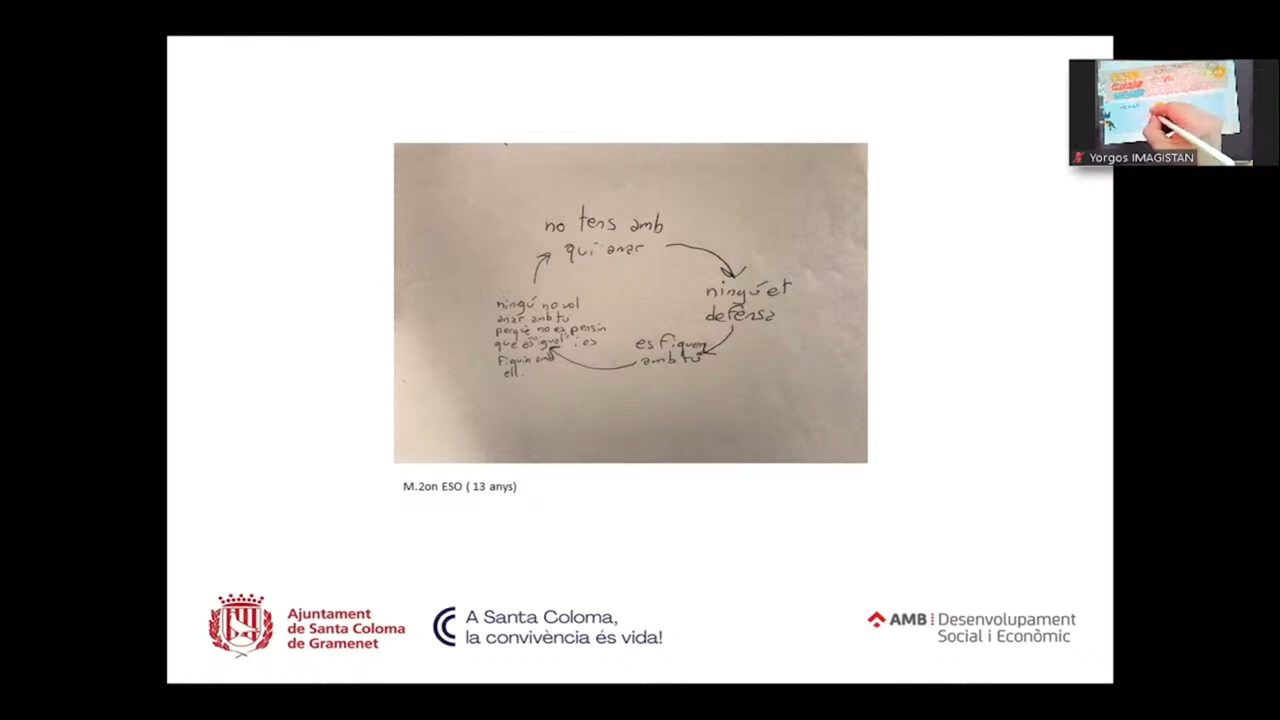 no tens amb
qui anar
ningú et
defensa
es fiquen
amb tu
ningú no vol
anar amb tu
perquè no es pensin
que és "igual" i es
fiquin amb
ell.
M.2on ESO ( 13 anys)
Yorgos IMAGISTAN
Ajuntament
de Santa Coloma
de Gramenet
A Santa Coloma,
la convivència és vida!
AMB Desenvolupament
Social i Econòmic